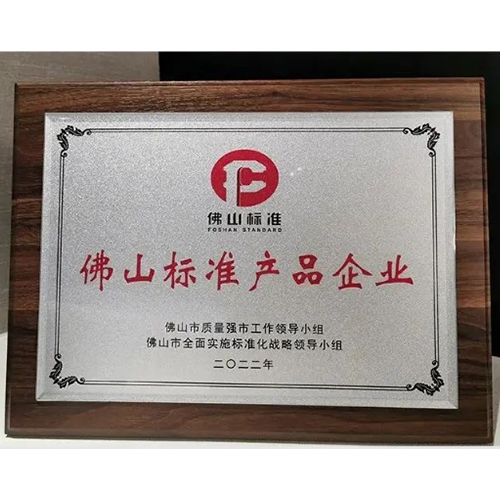 佛山标准
FOSHAN STANDARD
佛山标准产品企业
佛山市质量强市工作领导小组
佛山市全面实施标准化战略领导小组
二〇二二年